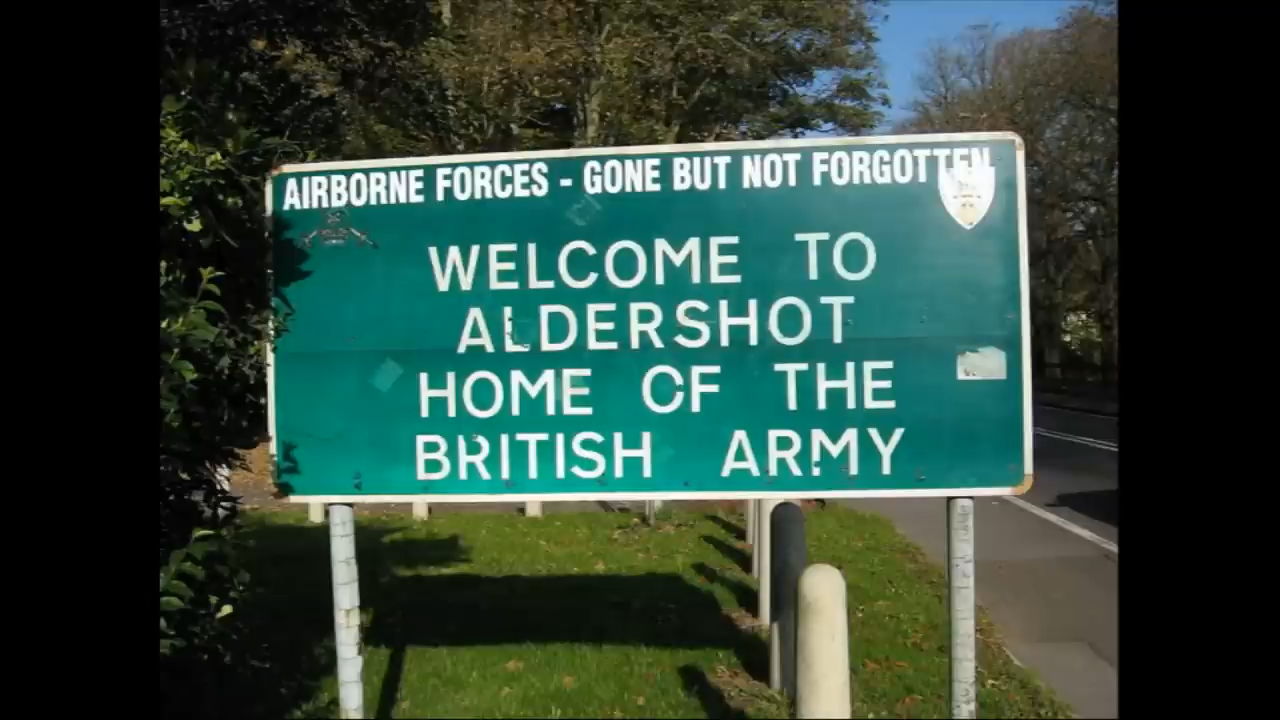 AIRBORNE FORCES - GONE BUT NOT FORGOTTEN
WELCOME TO
ALDERSHOT
HOME OF THE
BRITISH ARMY